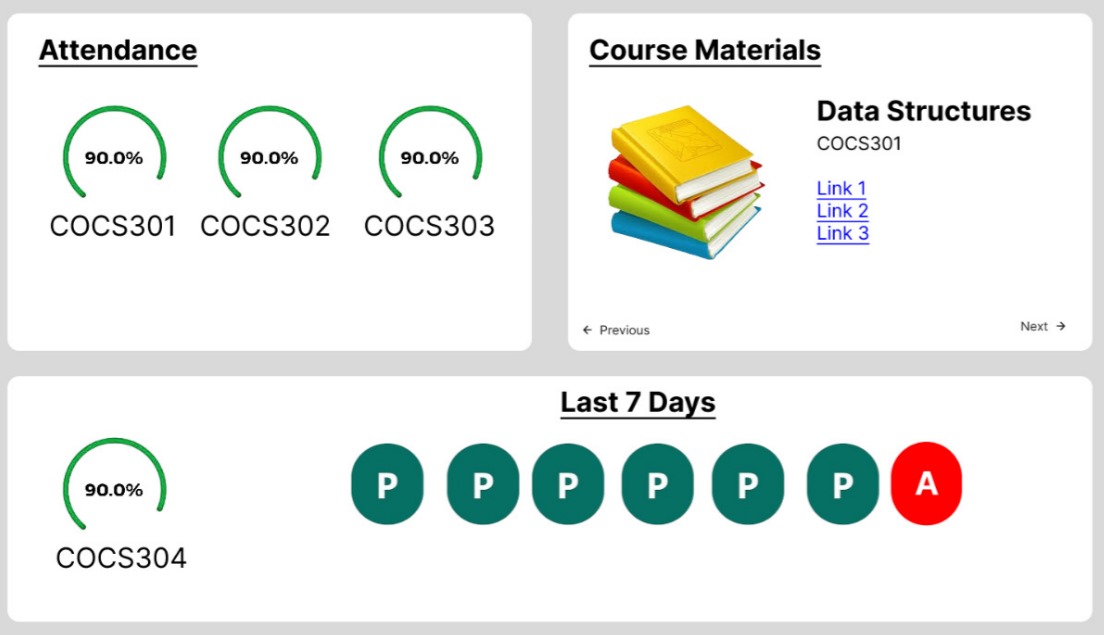 Attendance
90.0% 90.0% 90.0%
COCS301 COCS302 COCS303
Course Materials
Data Structures
COCS301
Link 1
Link 2
Link 3
← Previous
Next →
Last 7 Days
90.0%
COCS304
P P P P P P A